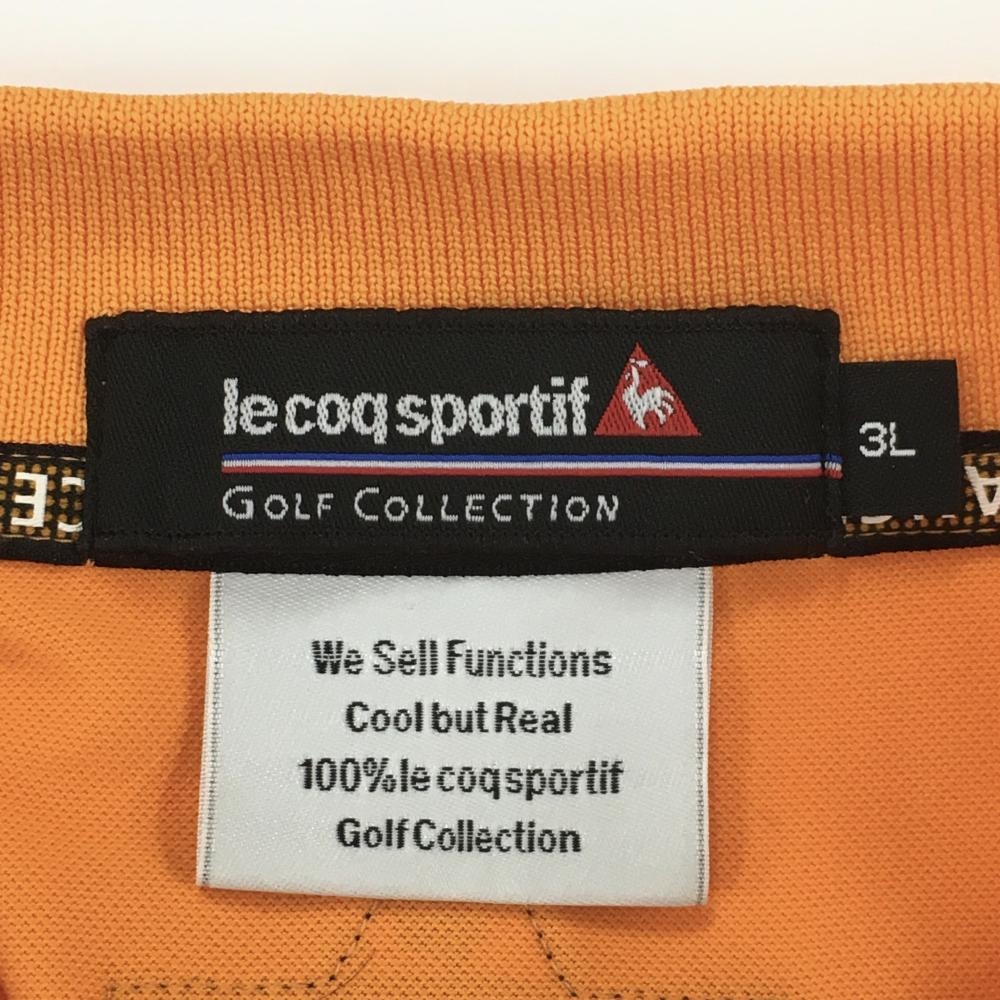 le coq sportif
GOLF COLLECTION
3L
We Sell Functions
Cool but Real
100% le coq sportif
Golf Collection